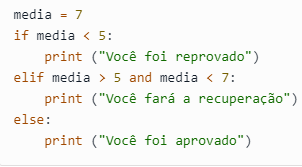 media = 7
if media < 5:
    print ("Você foi reprovado")
elif media > 5 and media < 7:
    print ("Você fará a recuperação")
else:
    print ("Você foi aprovado")